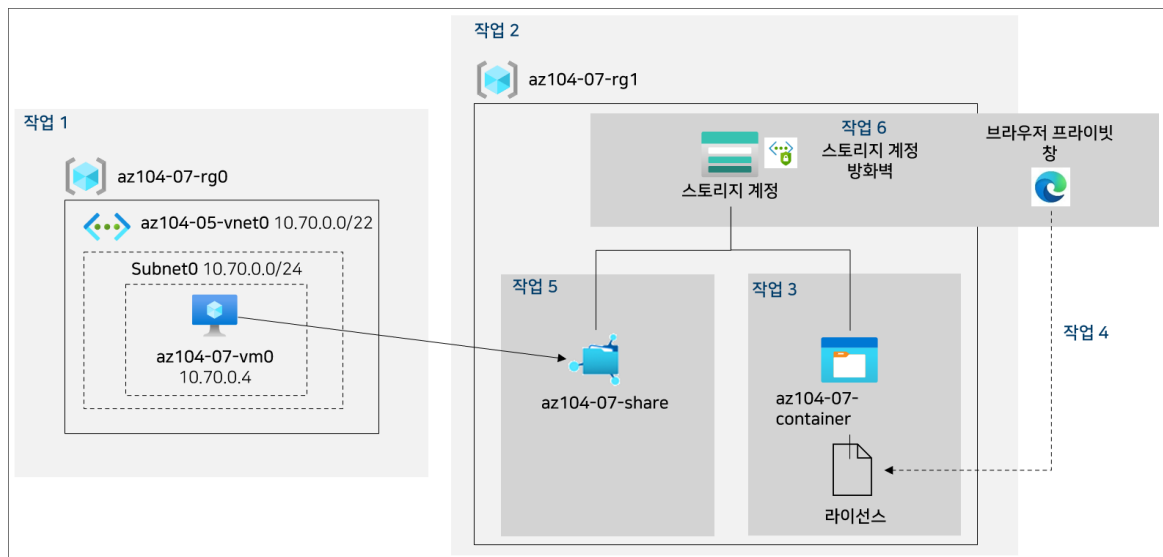 작업 1
az104-07-rg0
az104-05-vnet0 10.70.0.0/22
Subnet0 10.70.0.0/24
az104-07-vm0
10.70.0.4
작업 2
az104-07-rg1
스토리지 계정
작업 6
스토리지 계정
방화벽
브라우저 프라이빗
창
작업 5
az104-07-share
작업 3
az104-07-
container
라이선스
작업 4